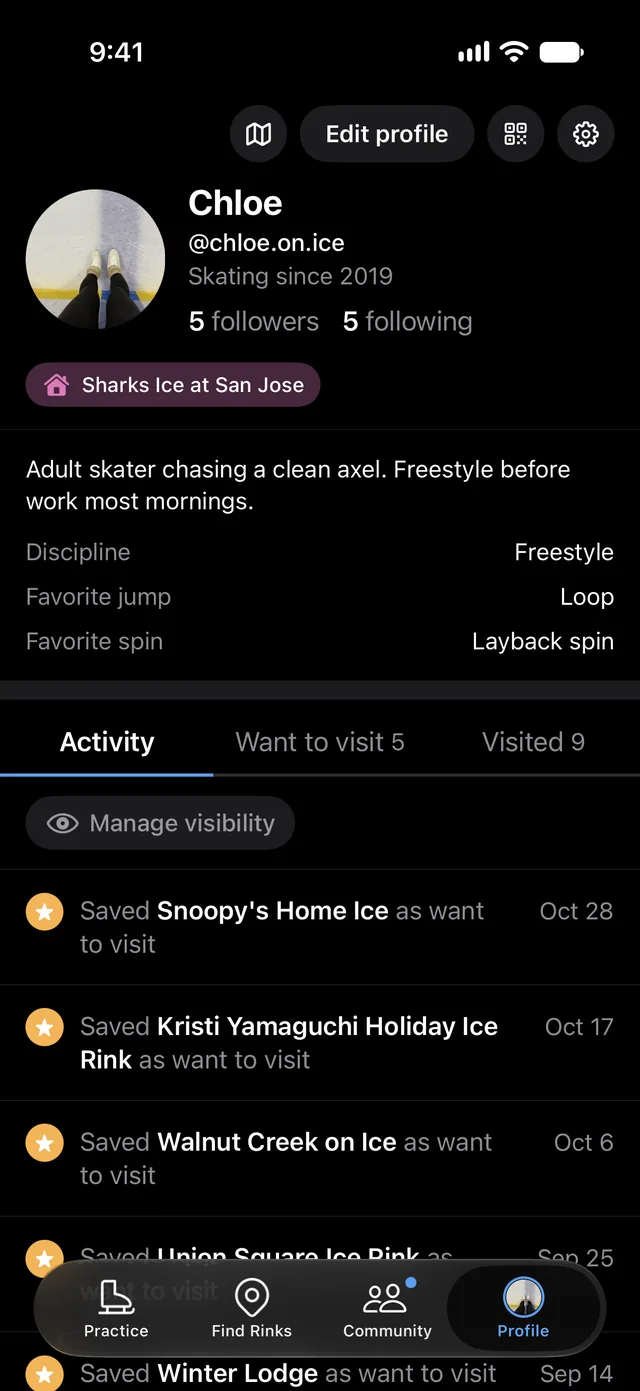 9:41
Edit profile
Chloe
@chloe.on.ice
Skating since 2019
5 followers 5 following
Sharks Ice at San Jose
Adult skater chasing a clean axel. Freestyle before
work most mornings.
Discipline Freestyle
Favorite jump Loop
Favorite spin Layback spin
Activity Want to visit 5 Visited 9
Manage visibility
Saved Snoopy's Home Ice as want Oct 28
to visit
Saved Kristi Yamaguchi Holiday Ice Oct 17
Rink as want to visit
Saved Walnut Creek on Ice as want Oct 6
to visit
Saved Union Square Ice Rink as Sep 25
want to visit
Practice Find Rinks Community Profile
Saved Winter Lodge as want to visit Sep 14